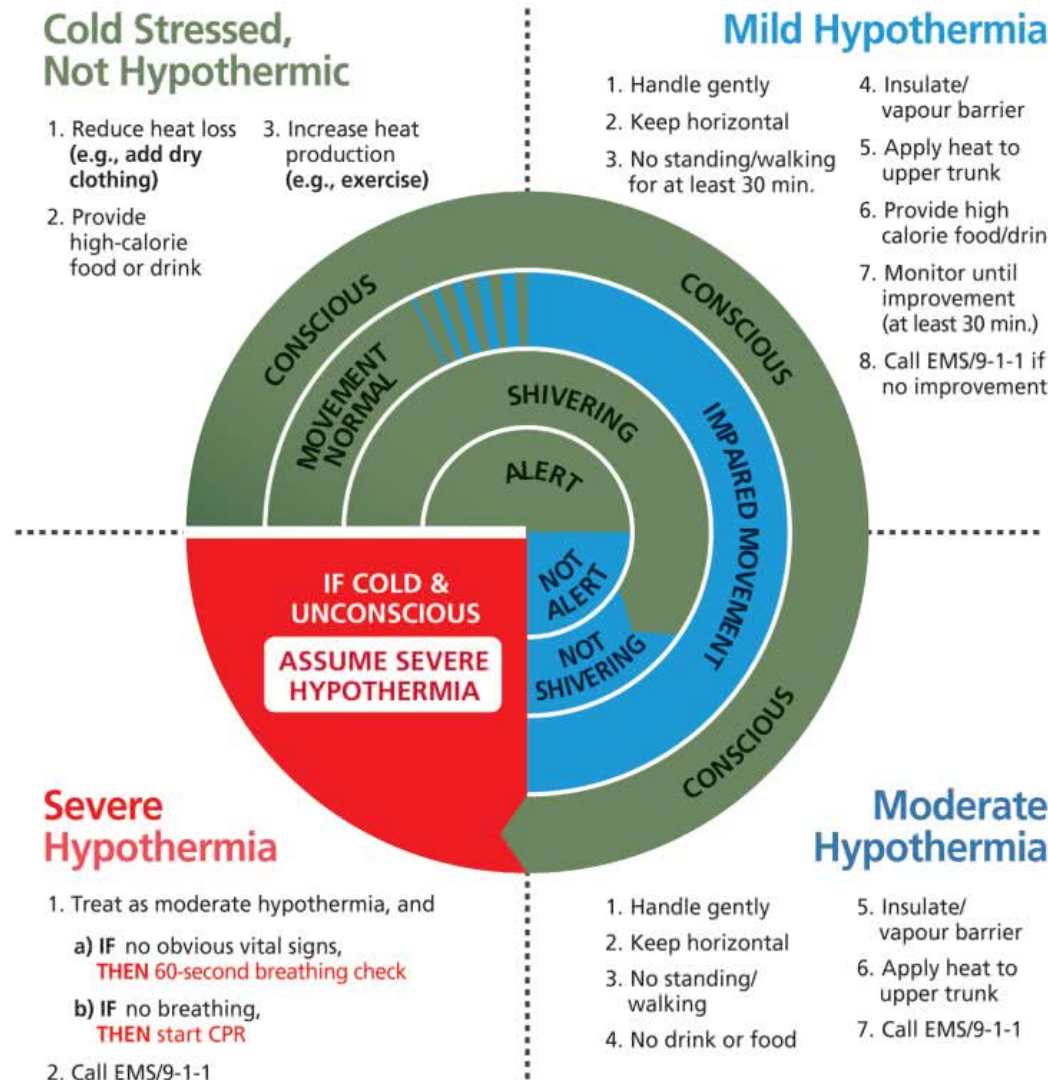 Cold Stressed,
Not Hypothermic
1. Reduce heat loss
(e.g., add dry
clothing)
2. Provide
high-calorie
food or drink
3. Increase heat
production
(e.g., exercise)
Mild Hypothermia
1. Handle gently
2. Keep horizontal
3. No standing/walking
for at least 30 min.
4. Insulate/
vapour barrier
5. Apply heat to
upper trunk
6. Provide high
calorie food/drin
7. Monitor until
improvement
(at least 30 min.)
8. Call EMS/9-1-1 if
no improvement
CONSCIOUS
CONSCIOUS
MOVEMENT
NORMAL
SHIVERING
ALERT
IMPAIRED MOVEMENT
NOT
ALERT
NOT
SHIVERING
CONSCIOUS
IF COLD &
UNCONSCIOUS
ASSUME SEVERE
HYPOTHERMIA
Severe
Hypothermia
1. Treat as moderate hypothermia, and
a) IF no obvious vital signs,
THEN 60-second breathing check
b) IF no breathing,
THEN start CPR
2. Call EMS/9-1-1
Moderate
Hypothermia
1. Handle gently
2. Keep horizontal
3. No standing/
walking
4. No drink or food
5. Insulate/
vapour barrier
6. Apply heat to
upper trunk
7. Call EMS/9-1-1